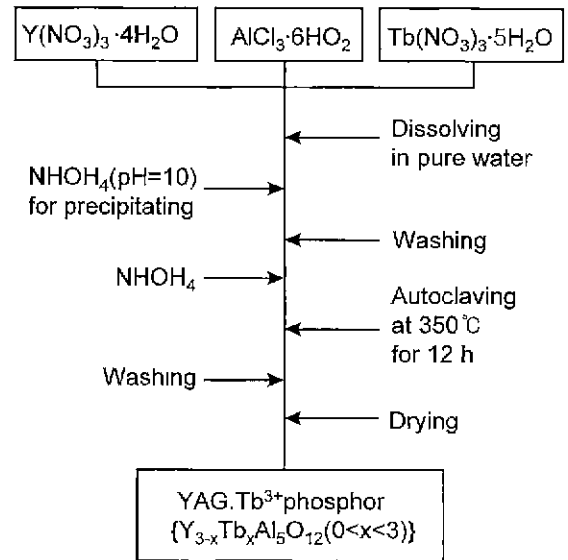 Y(NO₃)₃·4H₂O
AlCl₃·6HO₂
Tb(NO₃)₃·5H₂O
Dissolving
in pure water
NHOH₄(pH=10)
for precipitating
Washing
NHOH₄
Autoclaving
at 350℃
for 12 h
Washing
Drying
YAG.Tb³⁺phosphor
{Y₃₋ₓTbₓAl₅O₁₂(0<x<3)}